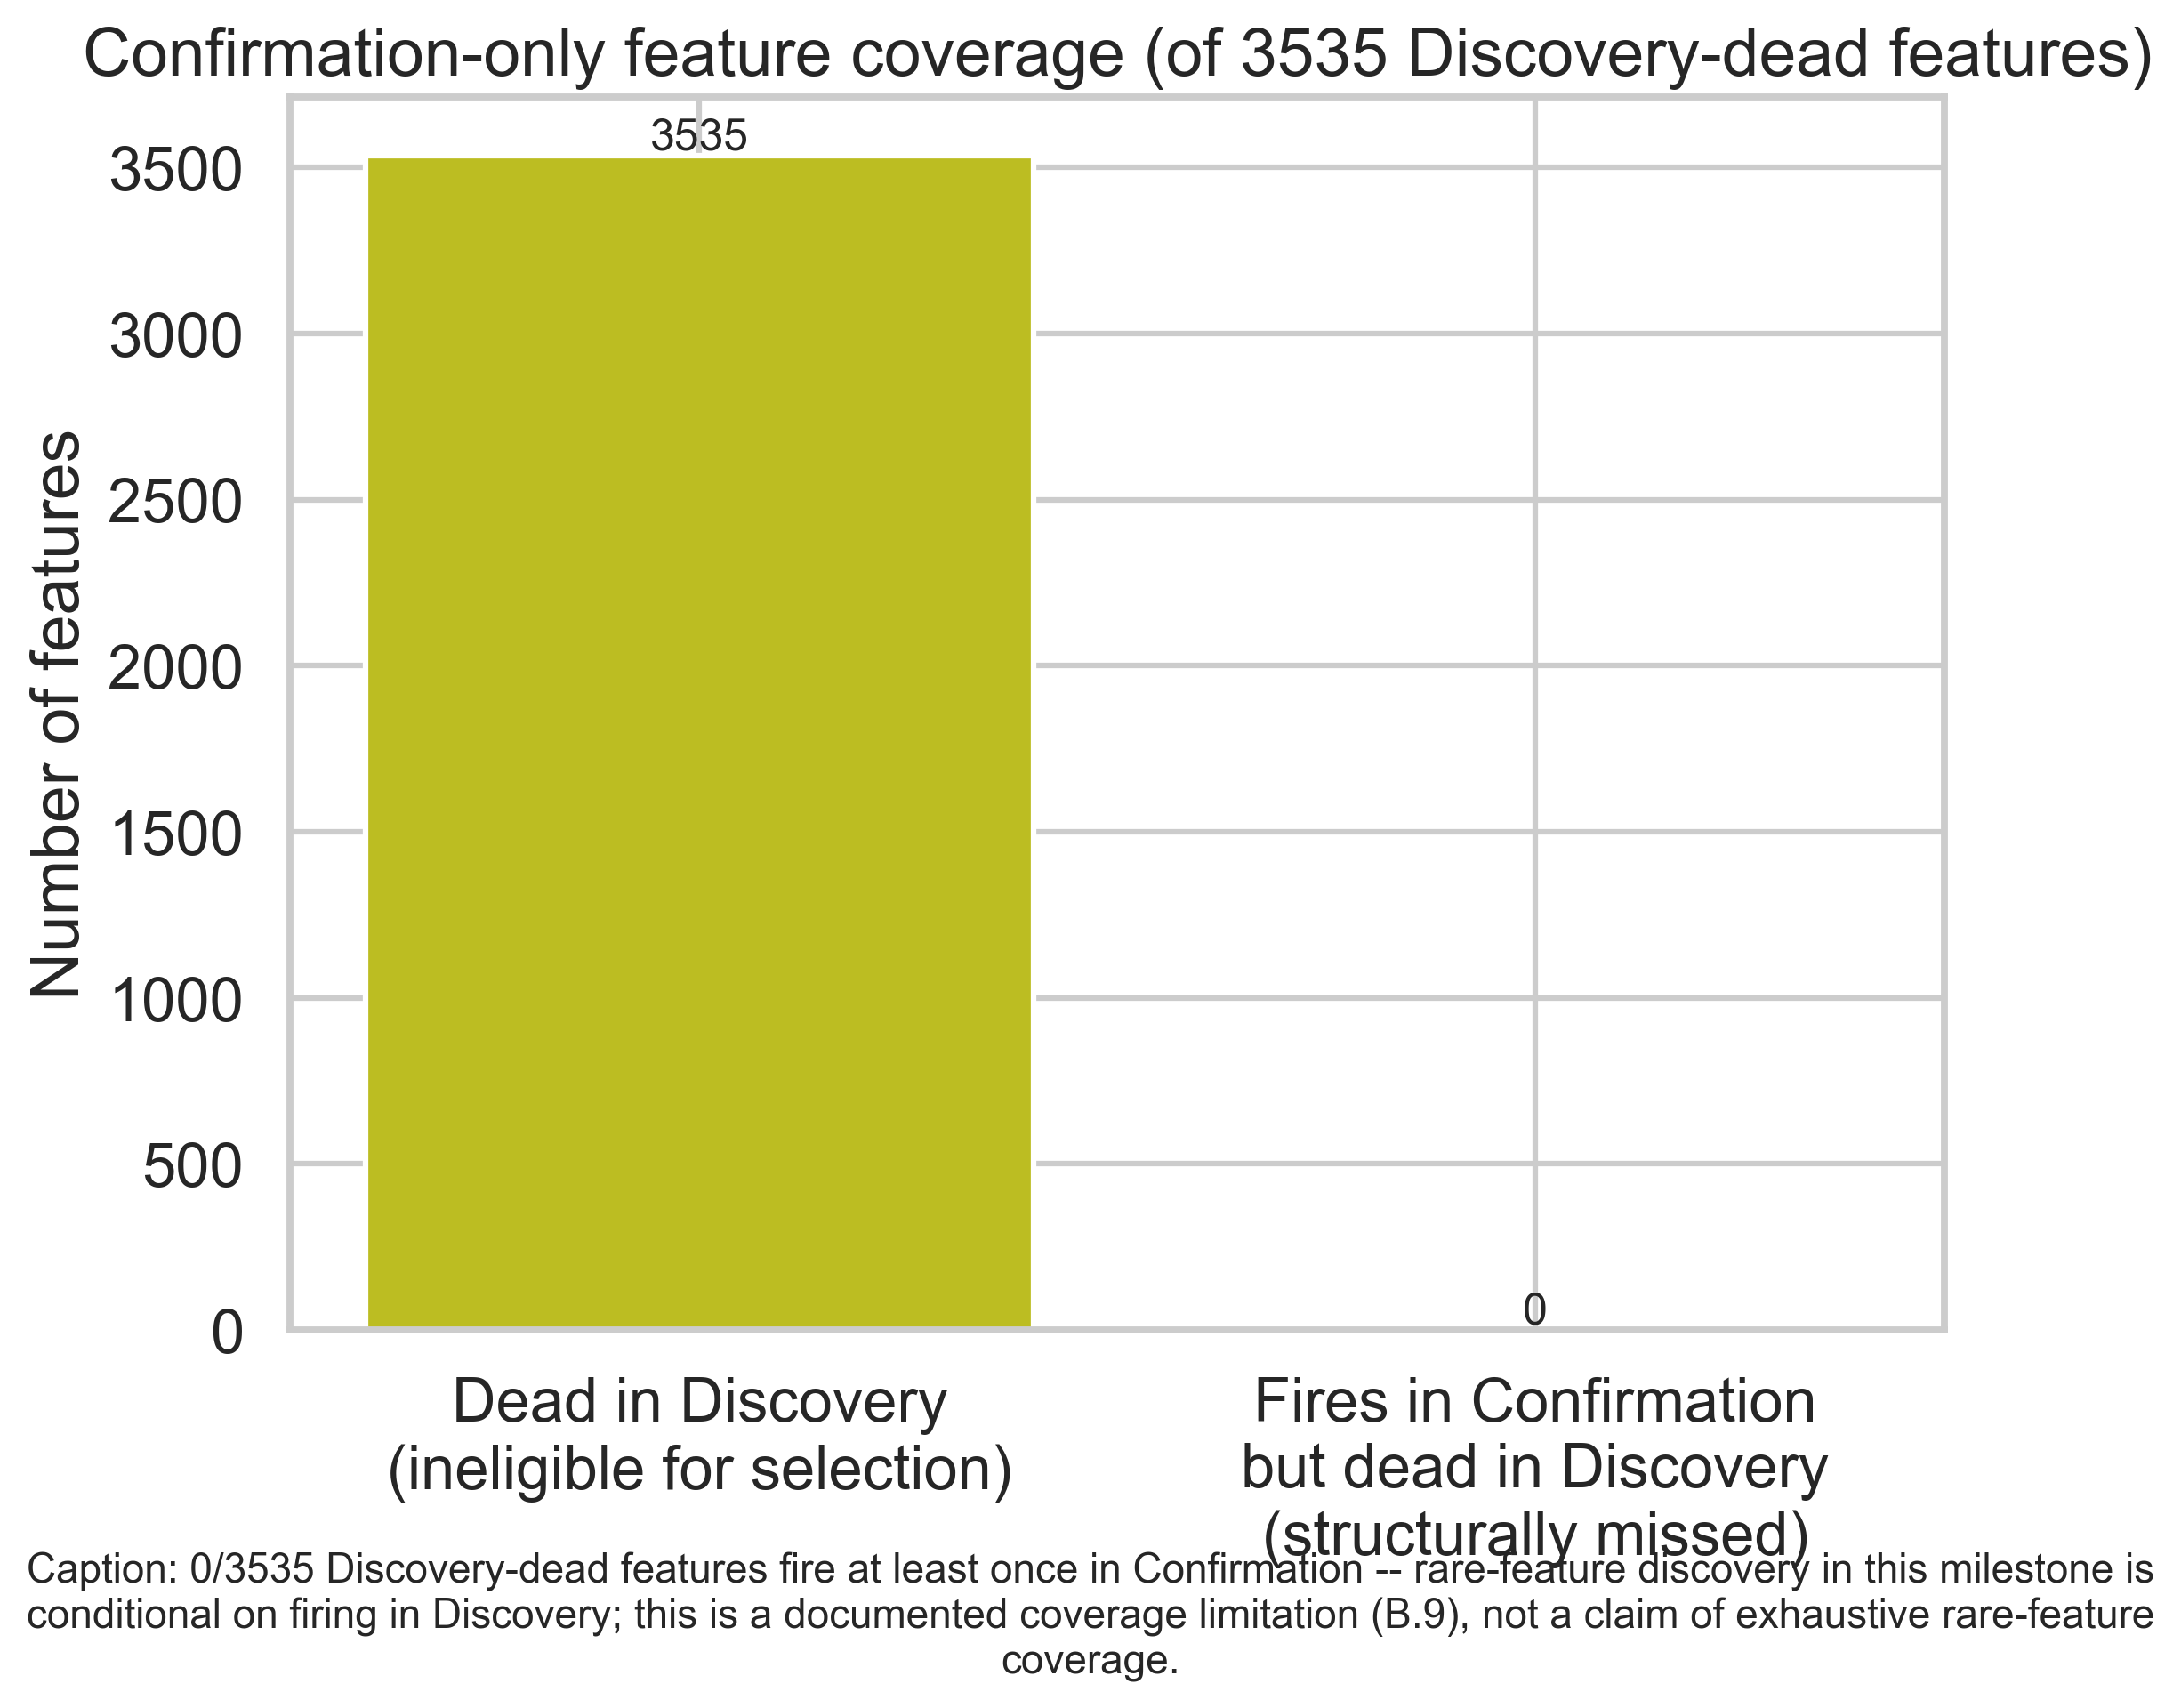 Confirmation-only feature coverage (of 3535 Discovery-dead features)
3535
3500
3000
2500
2000
1500
1000
500
0
Number of features
0
Dead in Discovery
(ineligible for selection)
Fires in Confirmation
but dead in Discovery
(structurally missed)
Caption: 0/3535 Discovery-dead features fire at least once in Confirmation -- rare-feature discovery in this milestone is
conditional on firing in Discovery; this is a documented coverage limitation (B.9), not a claim of exhaustive rare-feature
coverage.